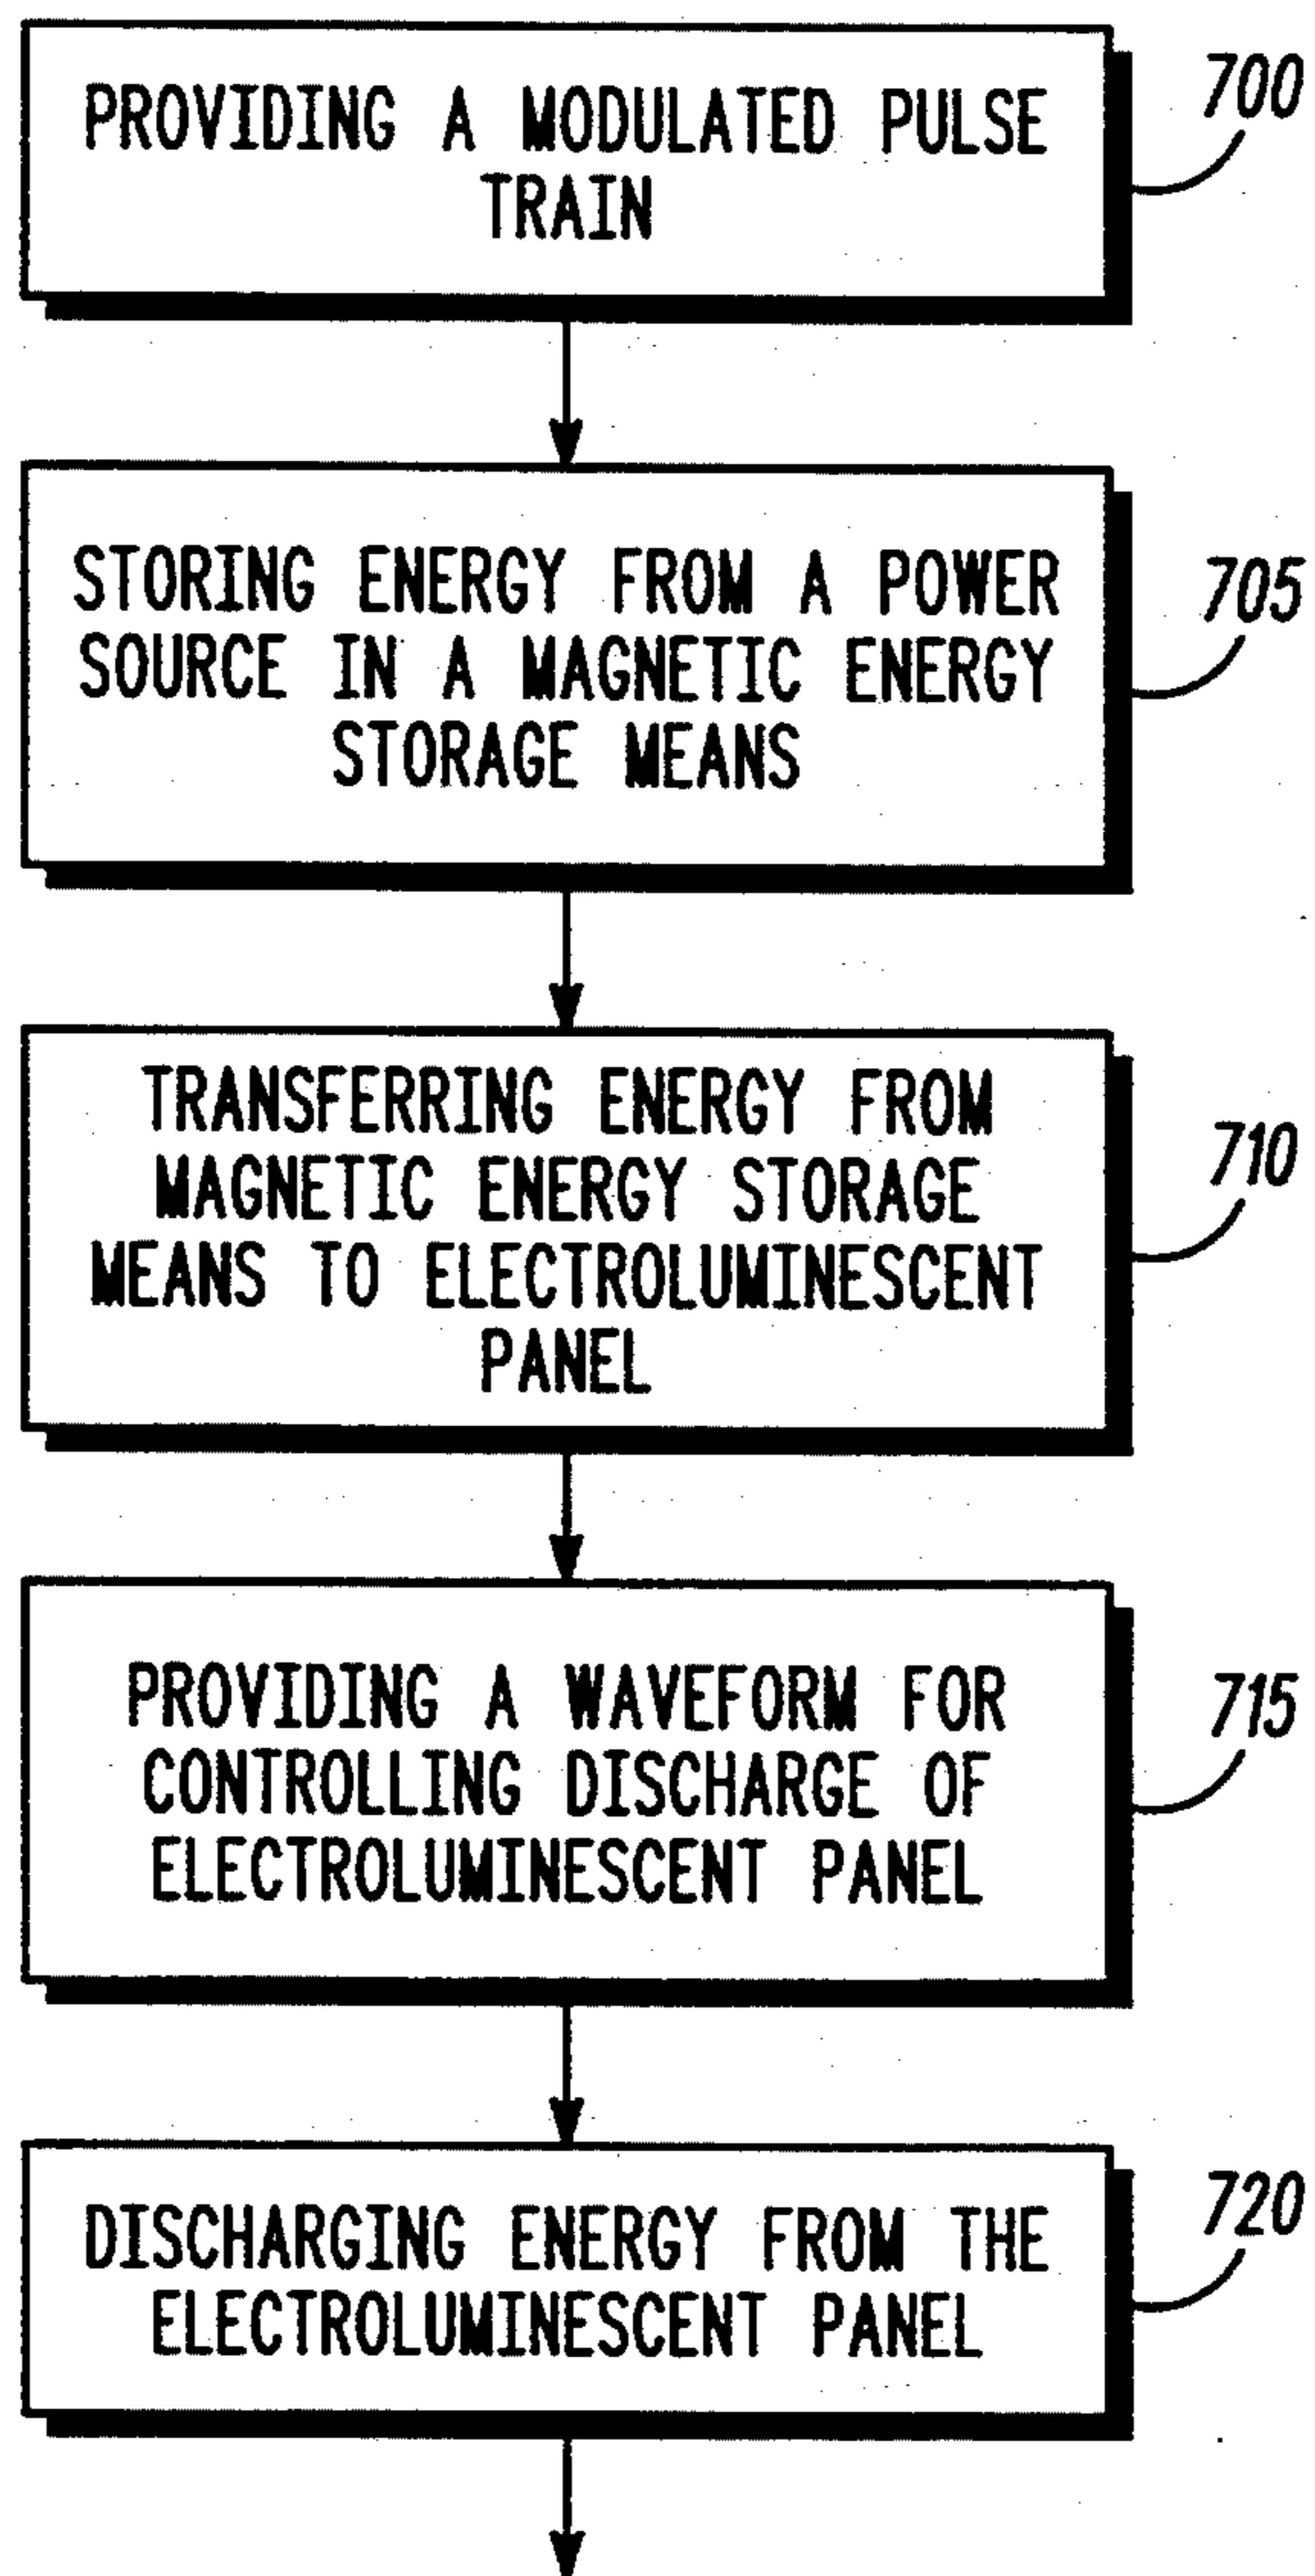 PROVIDING A MODULATED PULSE
TRAIN
700
STORING ENERGY FROM A POWER
SOURCE IN A MAGNETIC ENERGY
STORAGE MEANS
705
TRANSFERRING ENERGY FROM
MAGNETIC ENERGY STORAGE
MEANS TO ELECTROLUMINESCENT
PANEL
710
PROVIDING A WAVEFORM FOR
CONTROLLING DISCHARGE OF
ELECTROLUMINESCENT PANEL
715
DISCHARGING ENERGY FROM THE
ELECTROLUMINESCENT PANEL
720